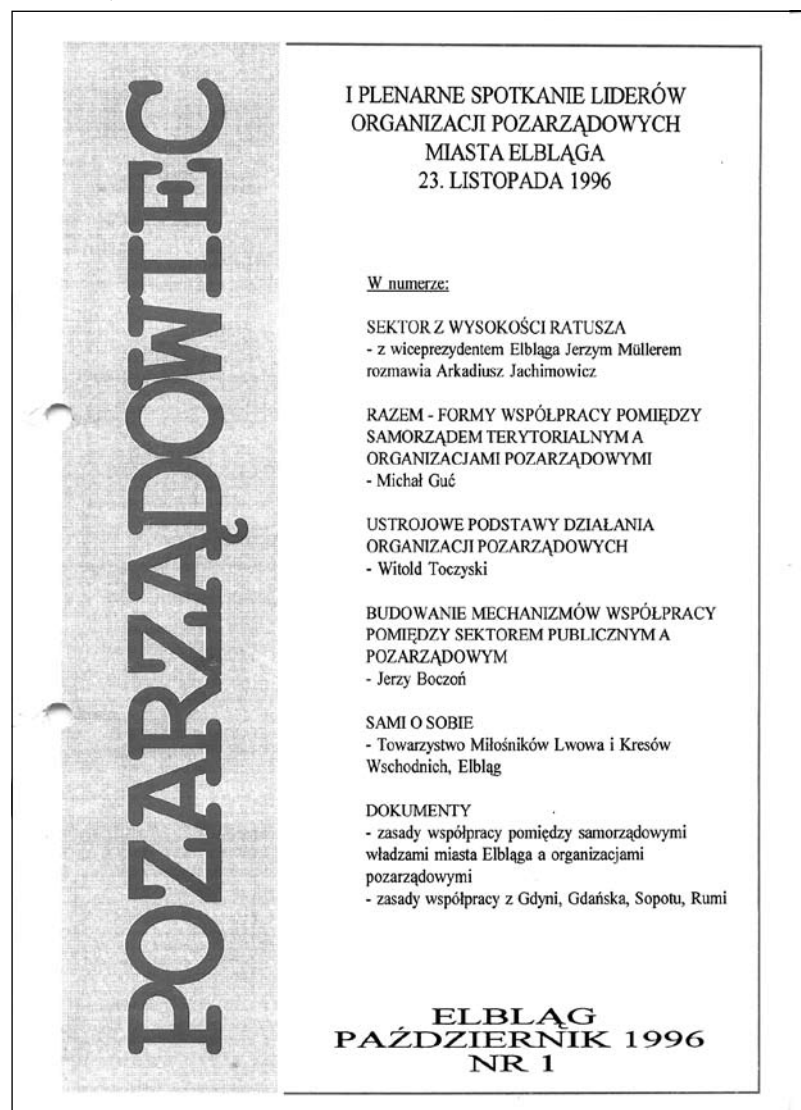 POZARZĄDOWIEC
I PLENARNE SPOTKANIE LIDERÓW
ORGANIZACJI POZARZĄDOWYCH
MIASTA ELBLĄGA
23. LISTOPADA 1996
W numerze:
SEKTOR Z WYSOKOŚCI RATUSZA
- z wiceprezydentem Elbląga Jerzym Müllerem
rozmawia Arkadiusz Jachimowicz
RAZEM - FORMY WSPÓŁPRACY POMIĘDZY
SAMORZĄDEM TERYTORIALNYM A
ORGANIZACJAMI POZARZĄDOWYMI
- Michał Guć
USTROJOWE PODSTAWY DZIAŁANIA
ORGANIZACJI POZARZĄDOWYCH
- Witold Toczyski
BUDOWANIE MECHANIZMÓW WSPÓŁPRACY
POMIĘDZY SEKTOREM PUBLICZNYM A
POZARZĄDOWYM
- Jerzy Boczoń
SAMI O SOBIE
- Towarzystwo Miłośników Lwowa i Kresów
Wschodnich, Elbląg
DOKUMENTY
- zasady współpracy pomiędzy samorządowymi
władzami miasta Elbląga a organizacjami
pozarządowymi
- zasady współpracy z Gdyni, Gdańska, Sopotu, Rumi
ELBLĄG
PAŹDZIERNIK 1996
NR 1